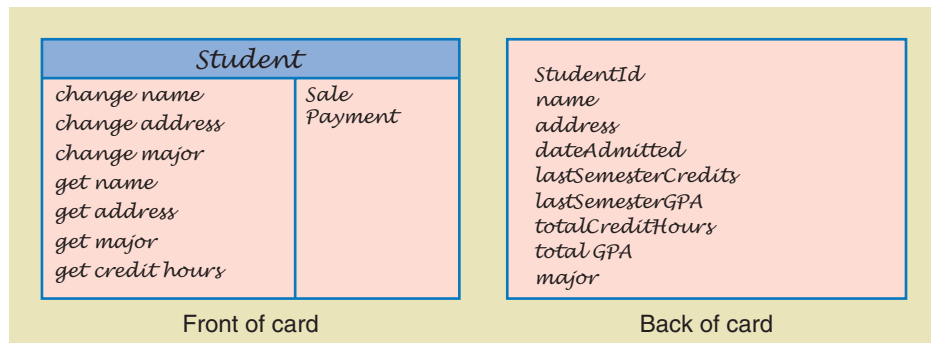 Student
change name
change address
change major
get name
get address
get major
get credit hours
Sale
Payment
Front of card
StudentId
name
address
dateAdmitted
lastSemesterCredits
lastSemesterGPA
totalCreditHours
total GPA
major
Back of card